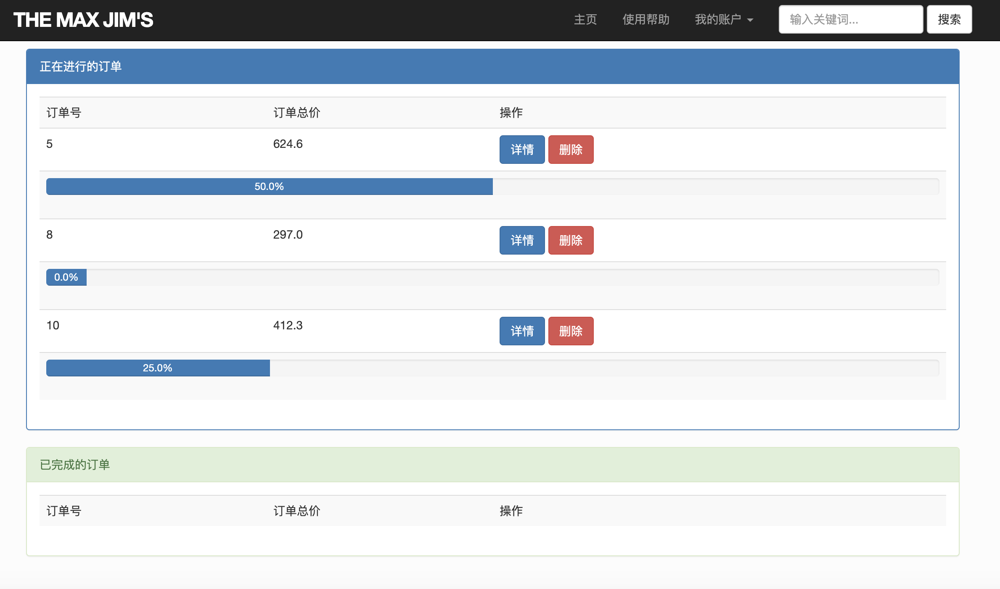 THE MAX JIM'S 主页 使用帮助 我的账户 输入关键词... 搜索
正在进行的订单
订单号 订单总价 操作
5 624.6 详情 删除
50.0%
8 297.0 详情 删除
0.0%
10 412.3 详情 删除
25.0%
已完成的订单
订单号 订单总价 操作